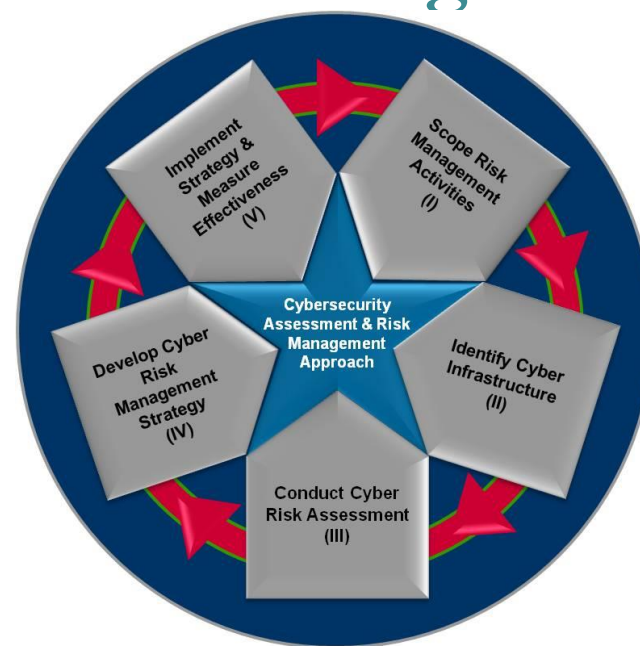 Cybersecurity
Assessment & Risk
Management
Approach
Scope Risk
Management
Activities
(I)
Identify Cyber
Infrastructure
(II)
Conduct Cyber
Risk Assessment
(III)
Develop Cyber
Risk
Management
Strategy
(IV)
Implement
Strategy &
Measure
Effectiveness
(V)